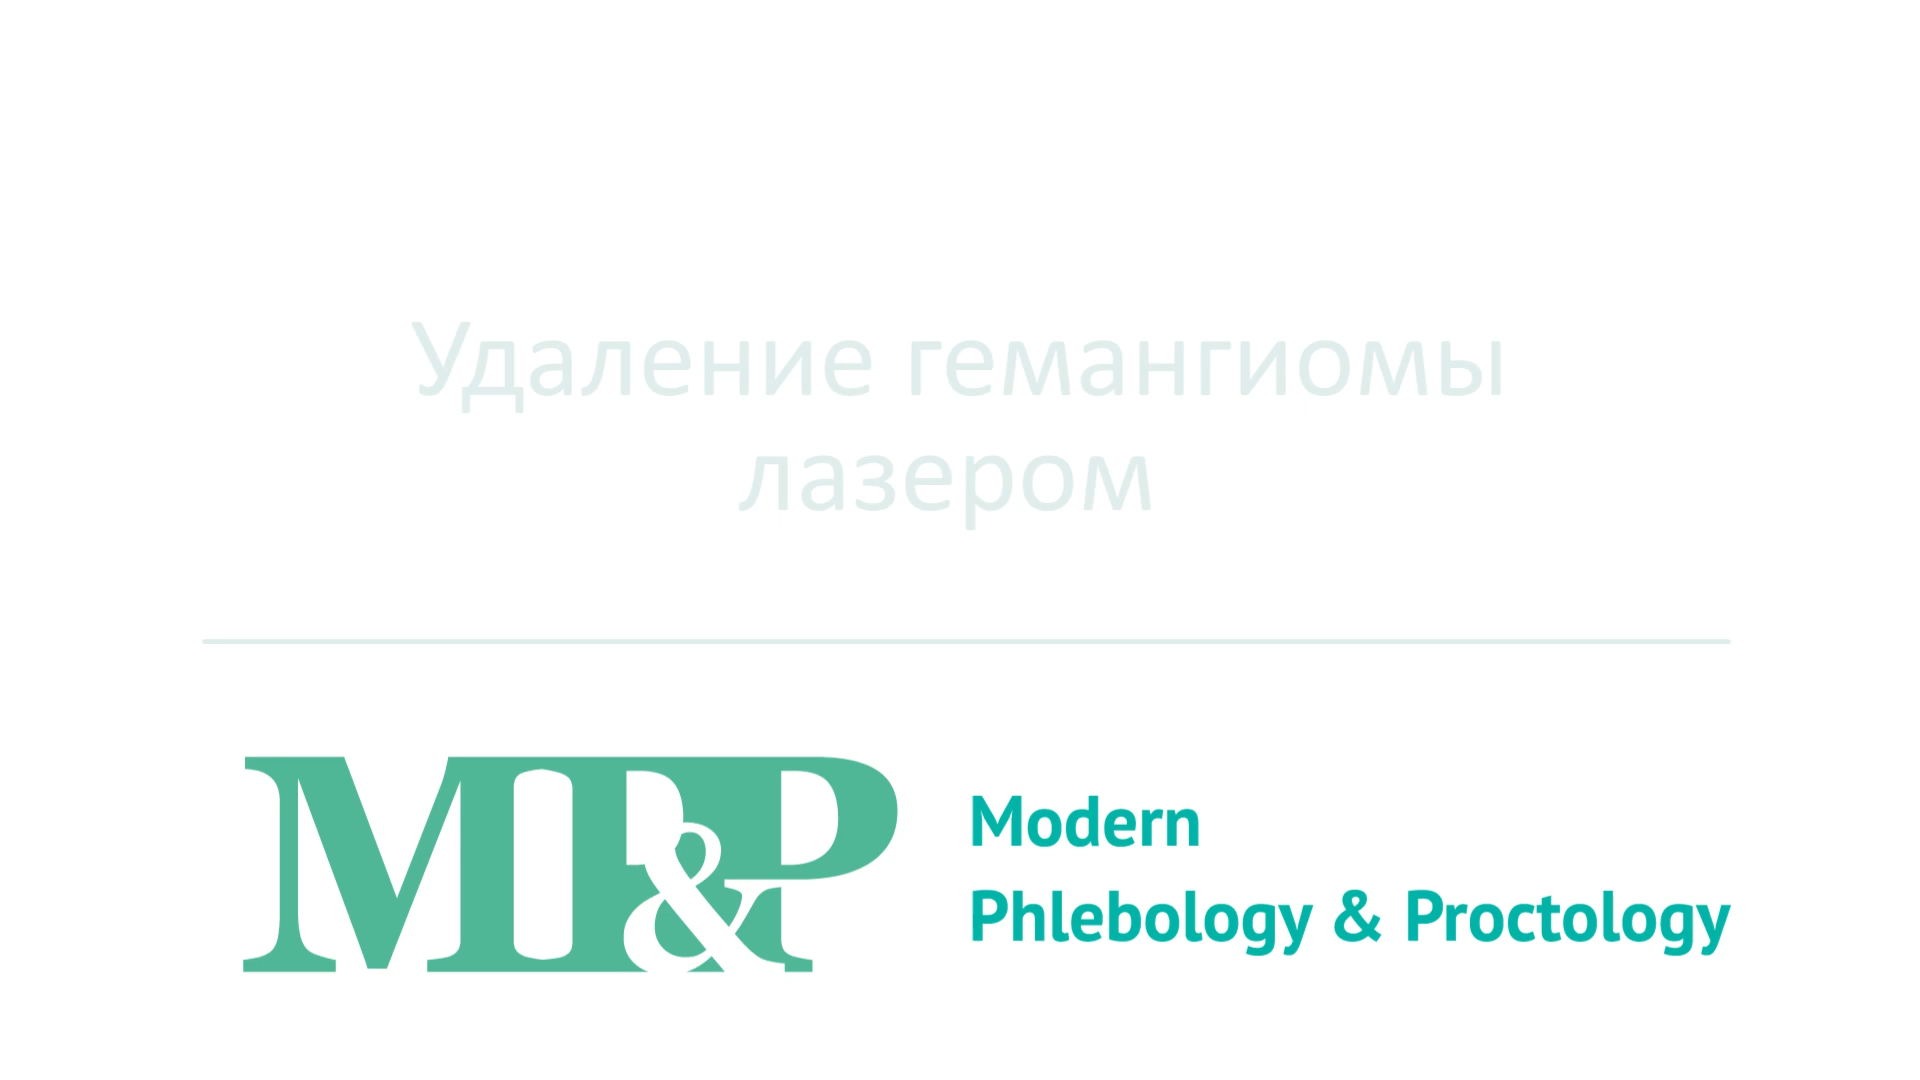 Удаление гемангиомы
лазером
MP&P
Modern
Phlebology & Proctology